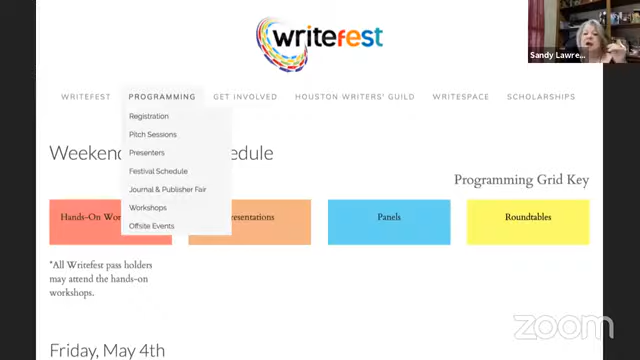 writefest
Sandy Lawre...
WRITEFEST
PROGRAMMING
GET INVOLVED
HOUSTON WRITERS' GUILD
WRITESPACE
SCHOLARSHIPS
Registration
Pitch Sessions
Presenters
Festival Schedule
Journal & Publisher Fair
Workshops
Offsite Events
Weekend
edule
Programming Grid Key
Hands-On Wor
resentations
Panels
Roundtables
*All Writefest pass holders
may attend the hands-on
workshops.
zoom
Friday, May 4th